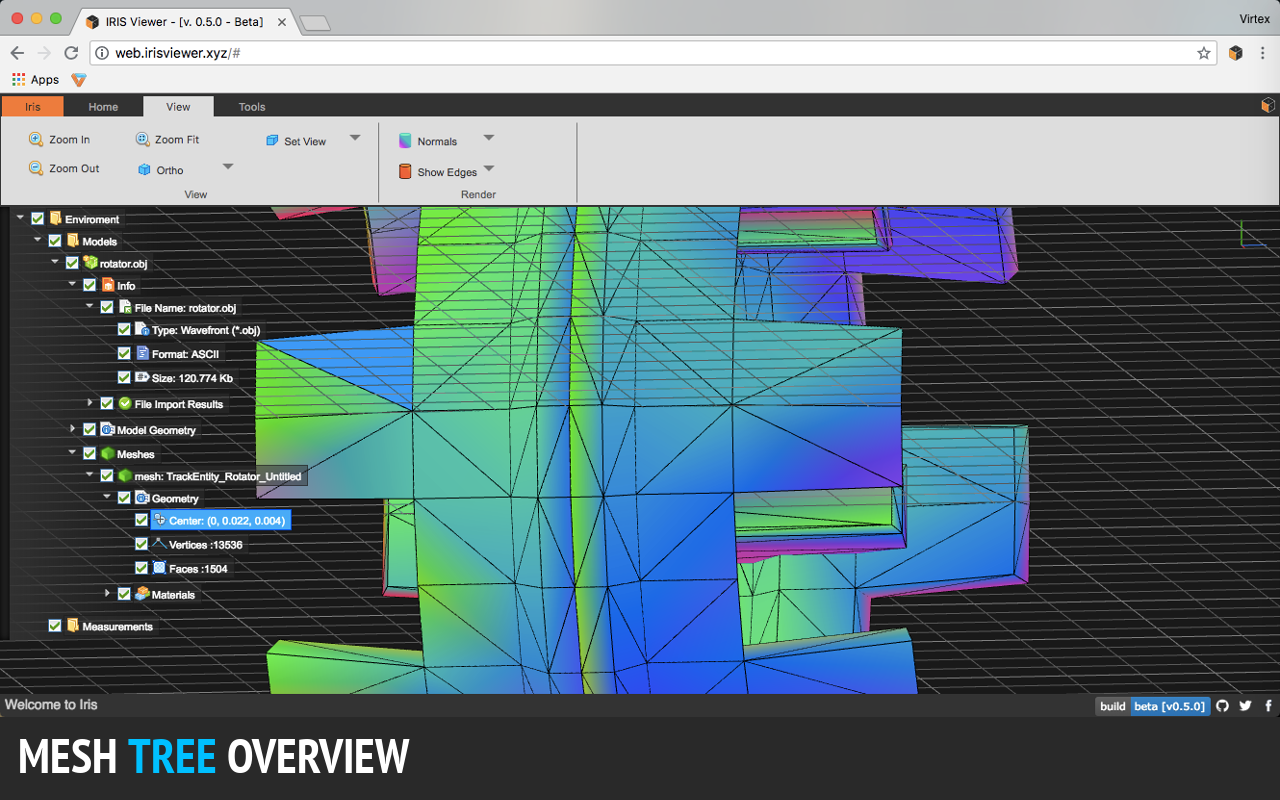 IRIS Viewer - [v. 0.5.0 - Beta]
Virtex
web.irisviewer.xyz/#
Apps
Iris Home View Tools
Zoom In Zoom Fit Set View Normals
Zoom Out Ortho Show Edges
View Render
Enviroment
Models
rotator.obj
Info
File Name: rotator.obj
Type: Wavefront (*.obj)
Format: ASCII
Size: 120.774 Kb
File Import Results
Model Geometry
Meshes
mesh: TrackEntity_Rotator_Untitled
Geometry
Center: (0, 0.022, 0.004)
Vertices :13536
Faces :1504
Materials
Measurements
Welcome to Iris build beta [v0.5.0]
MESH TREE OVERVIEW